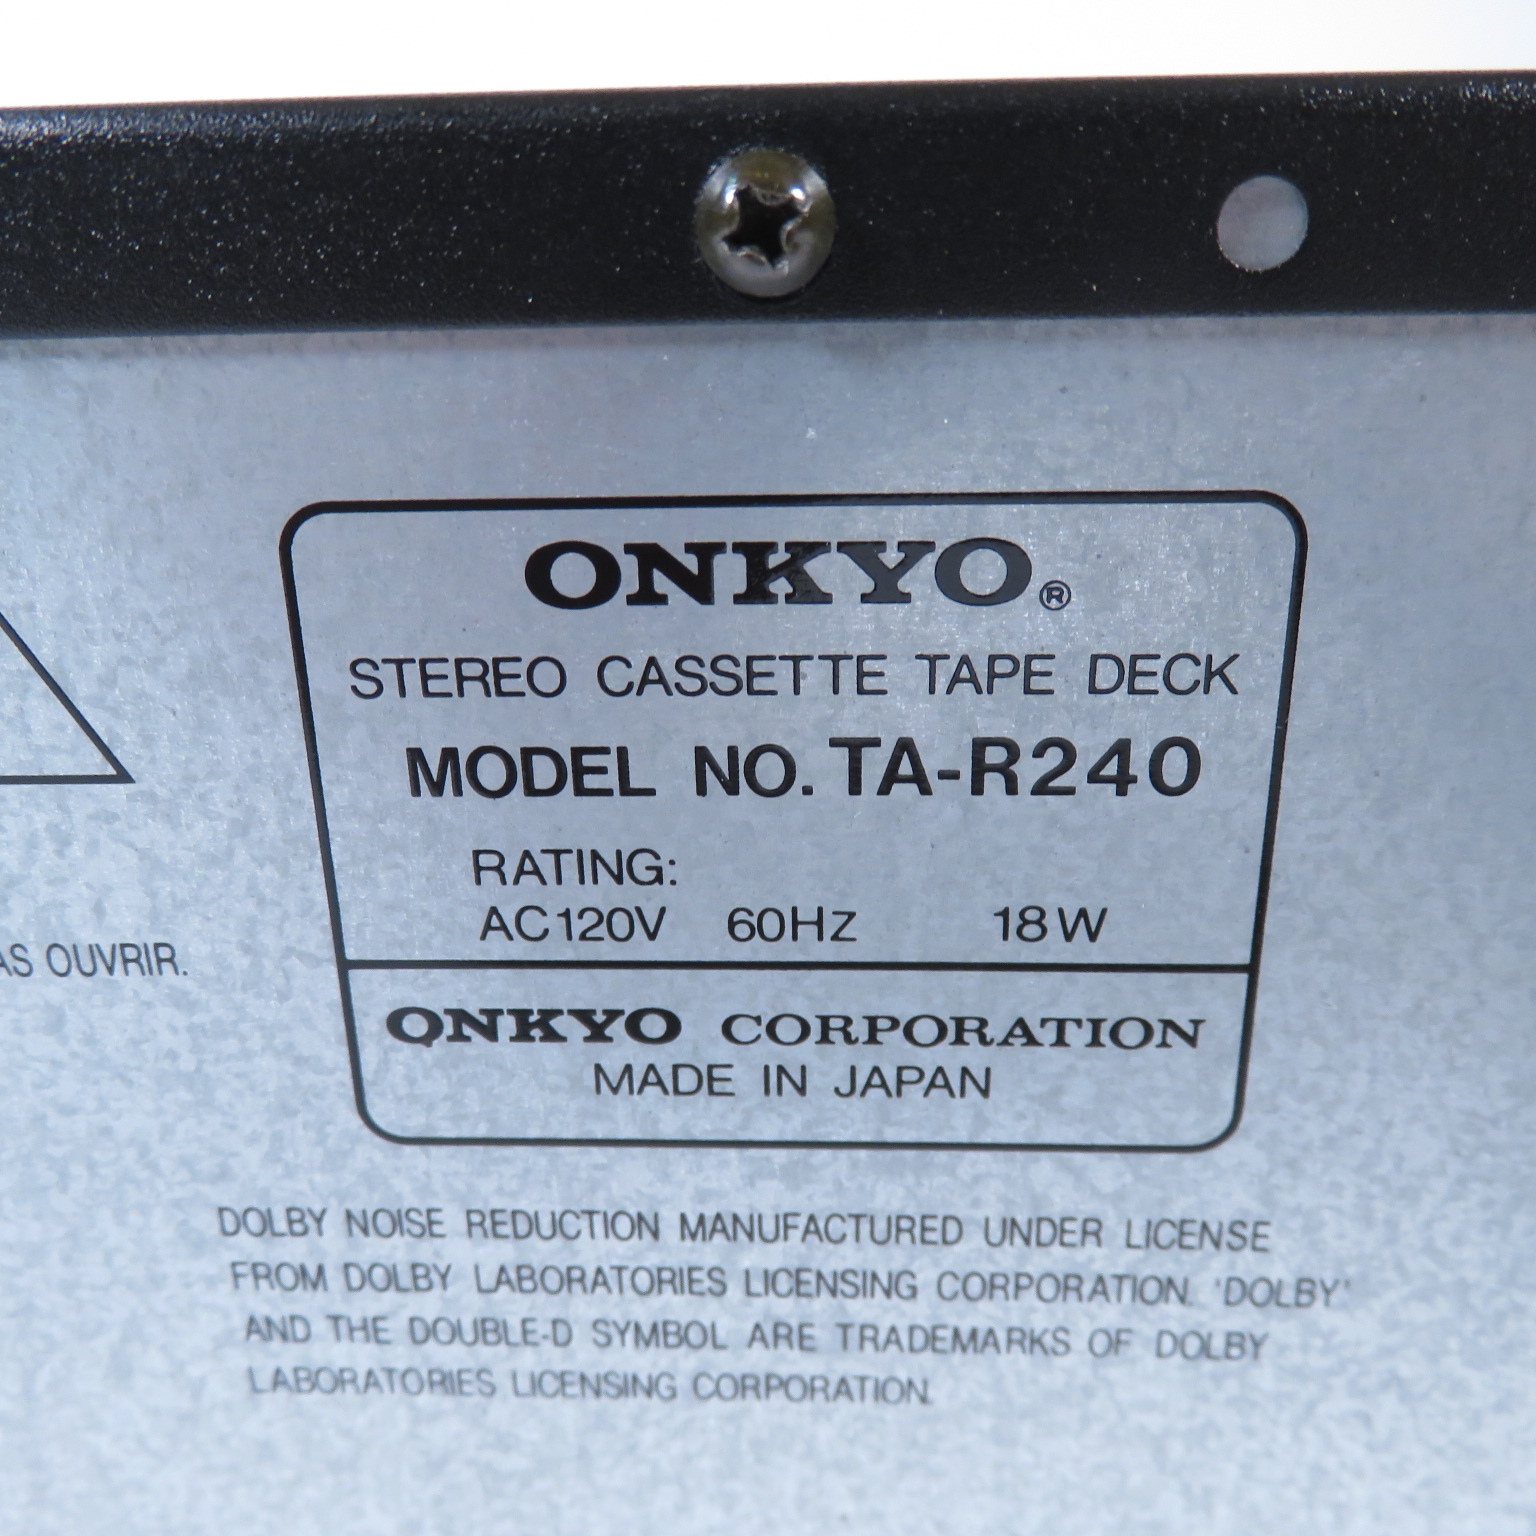 ONKYO®
STEREO CASSETTE TAPE DECK
MODEL NO. TA-R240
RATING:
AC120V 60Hz 18W
OUVRIR.
ONKYO CORPORATION
MADE IN JAPAN
DOLBY NOISE REDUCTION MANUFACTURED UNDER LICENSE
FROM DOLBY LABORATORIES LICENSING CORPORATION. 'DOLBY'
AND THE DOUBLE-D SYMBOL ARE TRADEMARKS OF DOLBY
LABORATORIES LICENSING CORPORATION.